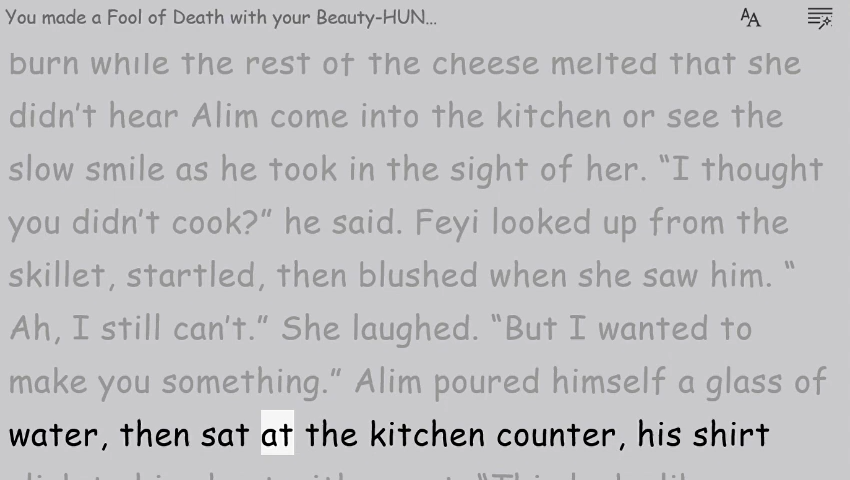 You made a Fool of Death with your Beauty-HUN...
AA
burn while the rest of the cheese melted that she
didn't hear Alim come into the kitchen or see the
slow smile as he took in the sight of her. “I thought
you didn't cook?” he said. Feyi looked up from the
skillet, startled, then blushed when she saw him. “
Ah, I still can't.” She laughed. “But I wanted to
make you something.” Alim poured himself a glass of
water, then sat at the kitchen counter, his shirt